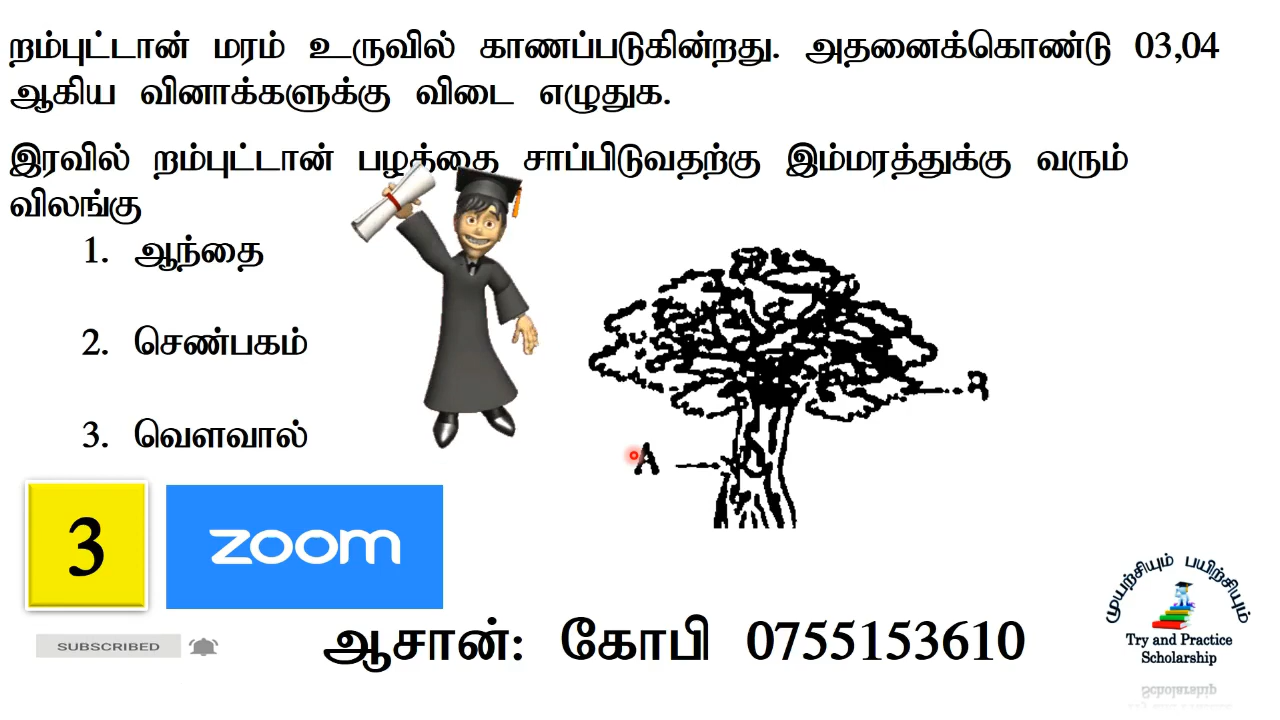 றம்புட்டான் மரம் உருவில் காணப்படுகின்றது. அதனைக்கொண்டு 03,04
ஆகிய வினாக்களுக்கு விடை எழுதுக.
இரவில் றம்புட்டான் பழத்தை சாப்பிடுவதற்கு இம்மரத்துக்கு வரும்
விலங்கு
1. ஆந்தை
2. செண்பகம்
3. வௌவால்
B
A
3
zoom
SUBSCRIBED
ஆசான்: கோபி 0755153610
முயற்சியும் பயிற்சியும்
Try and Practice
Scholarship